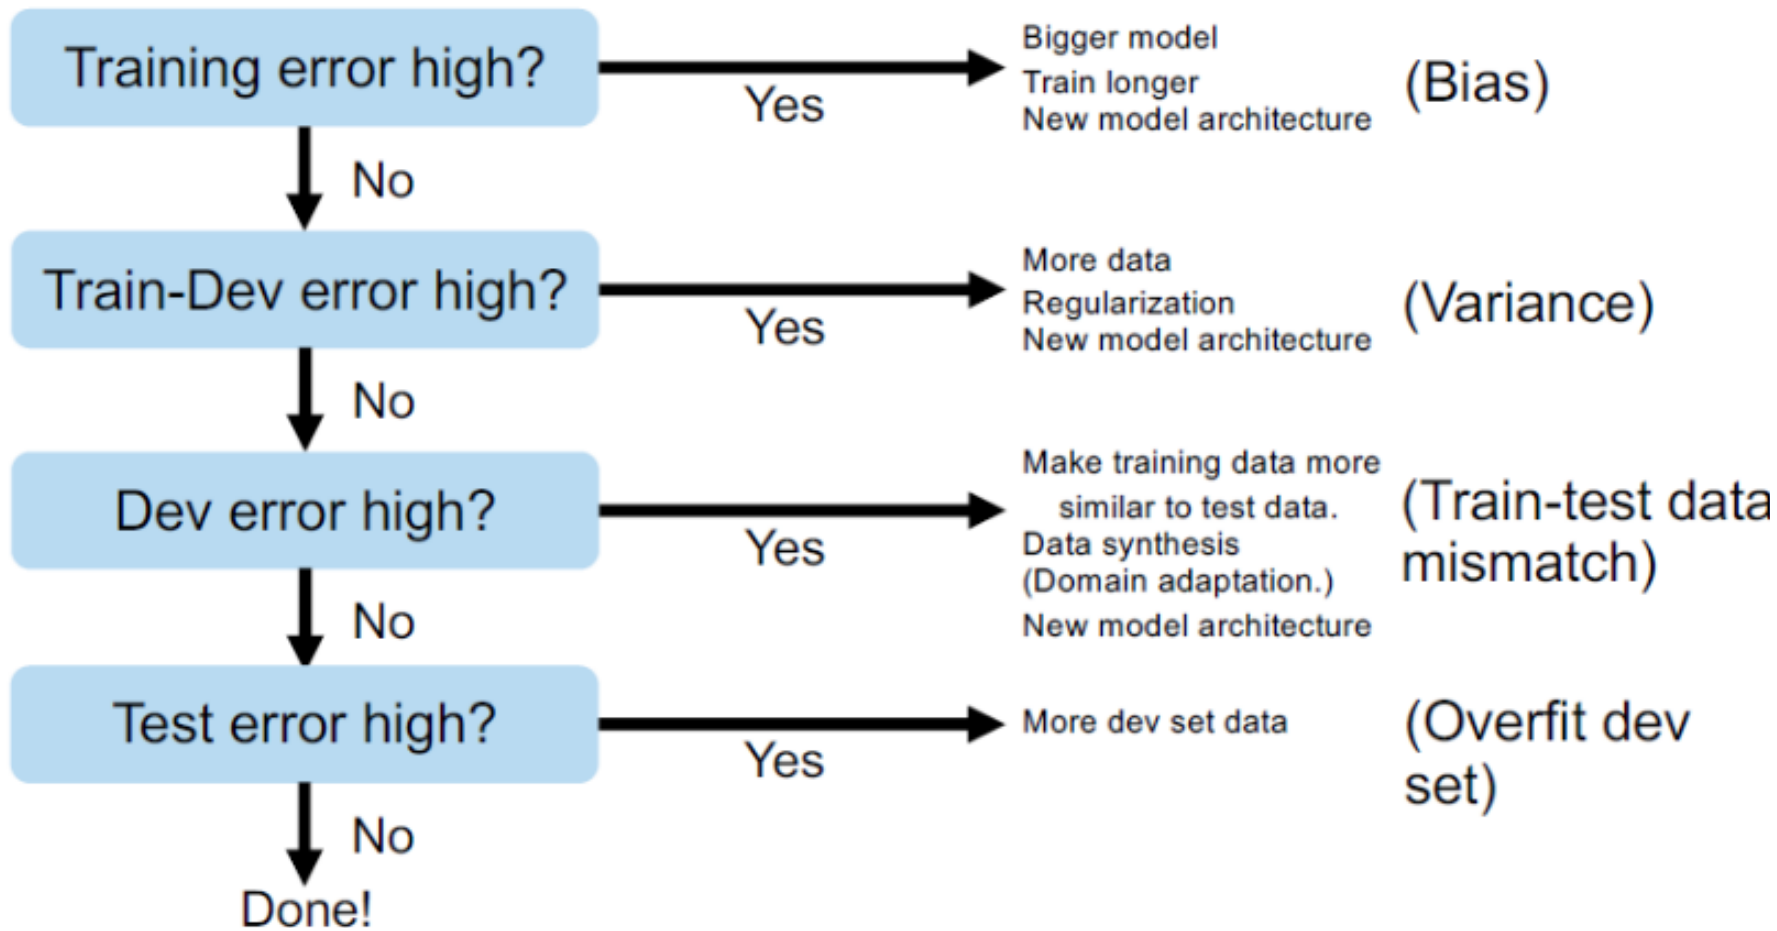 Training error high?
Yes
Bigger model
Train longer
New model architecture
(Bias)
No
Train-Dev error high?
Yes
More data
Regularization
New model architecture
(Variance)
No
Dev error high?
Yes
Make training data more
similar to test data.
Data synthesis
(Domain adaptation.)
New model architecture
(Train-test data
mismatch)
No
Test error high?
Yes
More dev set data
(Overfit dev
set)
No
Done!